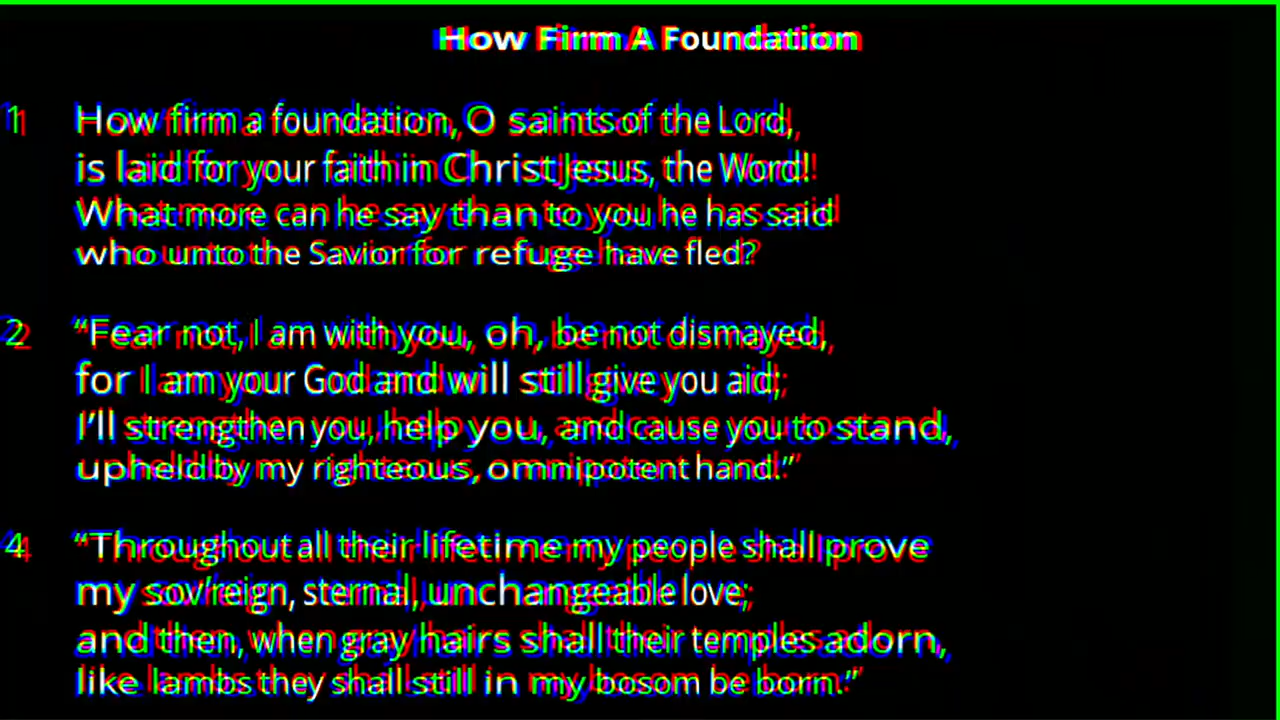 How Firm A Foundation
1 How firm a foundation, O saints of the Lord,
is laid for your faith in Christ Jesus, the Word!
What more can he say than to you he has said
who unto the Savior for refuge have fled?
2 “Fear not, I am with you, oh, be not dismayed,
for I am your God and will still give you aid;
I’ll strengthen you, help you, and cause you to stand,
upheld by my righteous, omnipotent hand.”
4 “Throughout all their lifetime my people shall prove
my sov’reign, sternal, unchangeable love;
and then, when gray hairs shall their temples adorn,
like lambs they shall still in my bosom be born.”